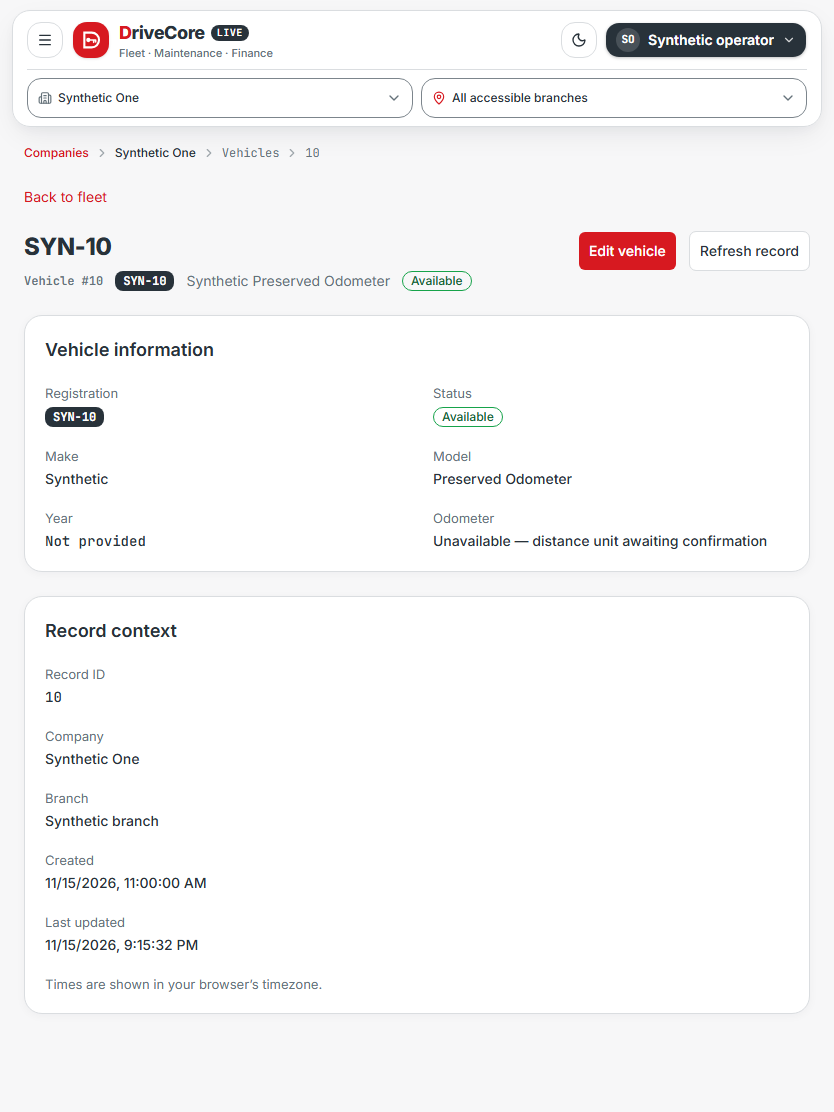 DriveCore LIVE
Fleet · Maintenance · Finance
SO Synthetic operator
Synthetic One
All accessible branches
Companies > Synthetic One > Vehicles > 10
Back to fleet
SYN-10
Edit vehicle
Refresh record
Vehicle #10 SYN-10 Synthetic Preserved Odometer Available
Vehicle information
Registration
SYN-10
Status
Available
Make
Synthetic
Model
Preserved Odometer
Year
Not provided
Odometer
Unavailable — distance unit awaiting confirmation
Record context
Record ID
10
Company
Synthetic One
Branch
Synthetic branch
Created
11/15/2026, 11:00:00 AM
Last updated
11/15/2026, 9:15:32 PM
Times are shown in your browser’s timezone.